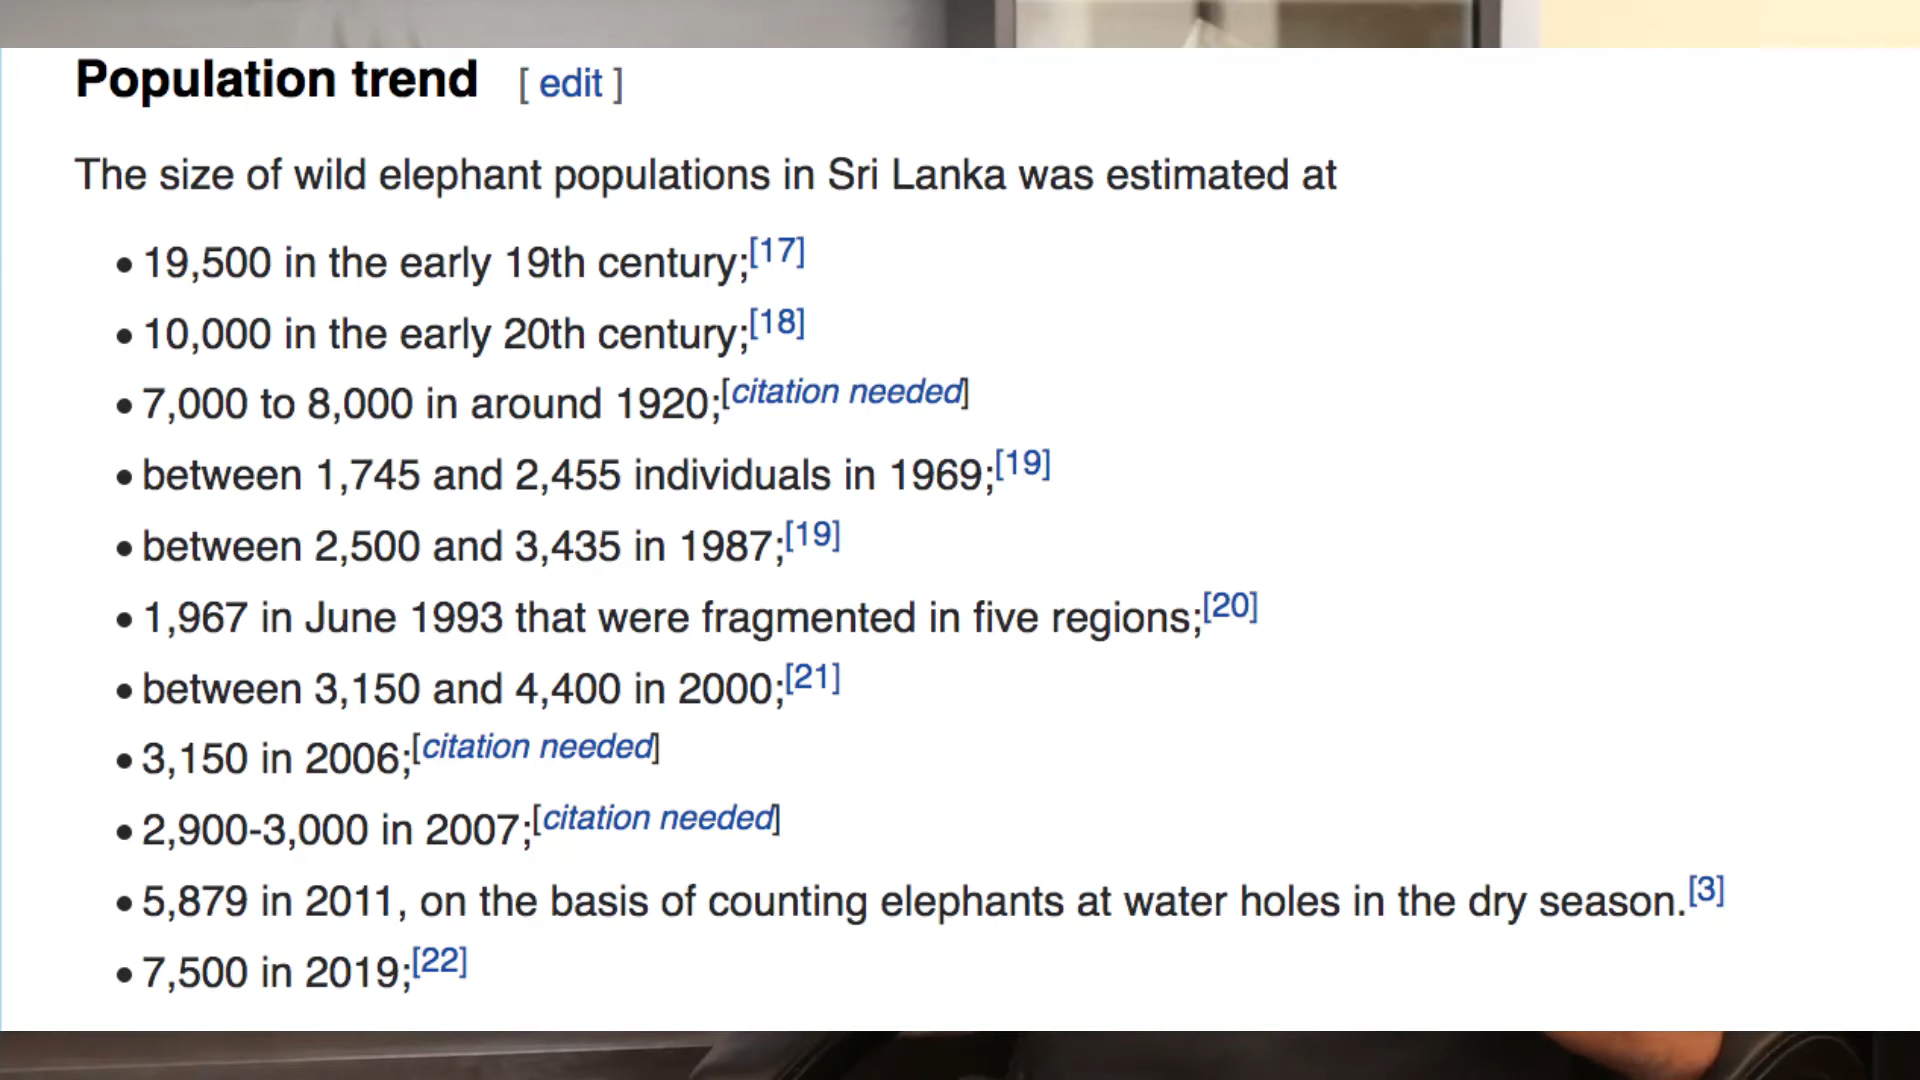 Population trend [ edit ]
The size of wild elephant populations in Sri Lanka was estimated at
• 19,500 in the early 19th century;[17]
• 10,000 in the early 20th century;[18]
• 7,000 to 8,000 in around 1920;[citation needed]
• between 1,745 and 2,455 individuals in 1969;[19]
• between 2,500 and 3,435 in 1987;[19]
• 1,967 in June 1993 that were fragmented in five regions;[20]
• between 3,150 and 4,400 in 2000;[21]
• 3,150 in 2006;[citation needed]
• 2,900-3,000 in 2007;[citation needed]
• 5,879 in 2011, on the basis of counting elephants at water holes in the dry season.[3]
• 7,500 in 2019;[22]